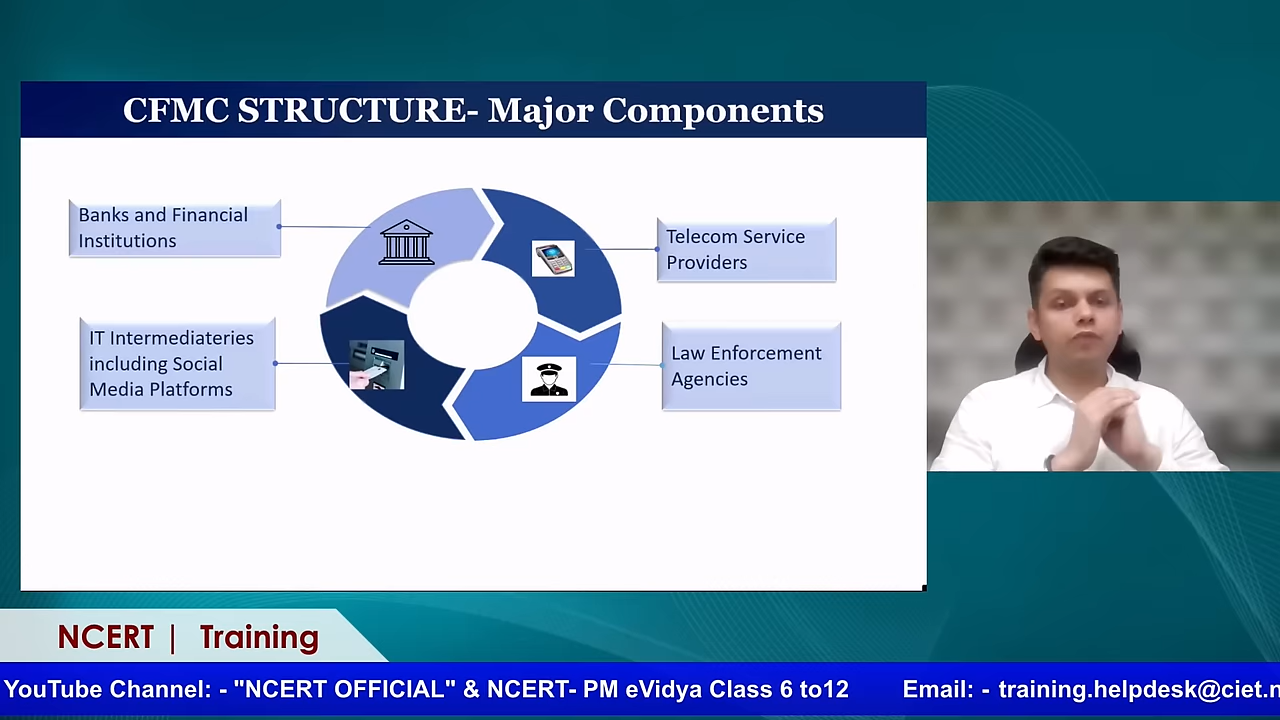 CFMC STRUCTURE- Major Components
Banks and Financial
Institutions
Telecom Service
Providers
IT Intermediateries
including Social
Media Platforms
Law Enforcement
Agencies
NCERT | Training
YouTube Channel: - "NCERT OFFICIAL" & NCERT- PM eVidya Class 6 to12 Email: - training.helpdesk@ciet.n